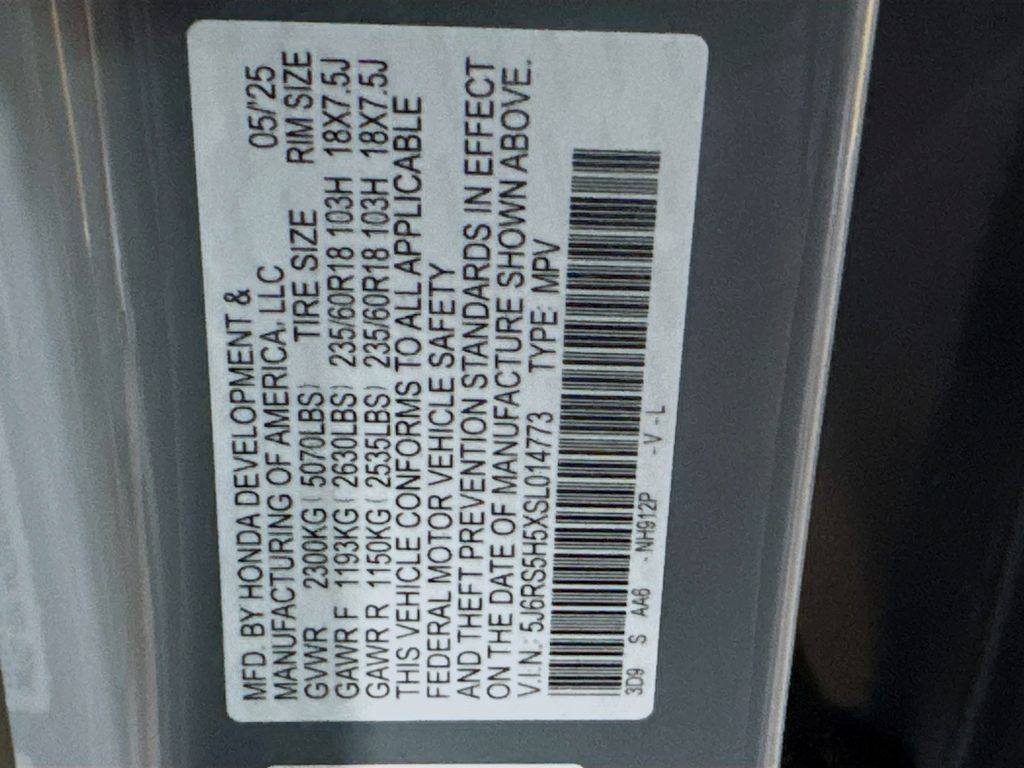 MFD. BY HONDA DEVELOPMENT &
MANUFACTURING OF AMERICA, LLC 05/'25
GVWR 2300KG ( 5070LBS) TIRE SIZE RIM SIZE
GAWR F 1193KG ( 2630LBS) 235/60R18 103H 18X7.5J
GAWR R 1150KG ( 2535LBS) 235/60R18 103H 18X7.5J
THIS VEHICLE CONFORMS TO ALL APPLICABLE
FEDERAL MOTOR VEHICLE SAFETY
AND THEFT PREVENTION STANDARDS IN EFFECT
ON THE DATE OF MANUFACTURE SHOWN ABOVE.
V.I.N.: 5J6RS5H5XSL014773 TYPE: MPV
3D9 S AA6 - NH912P - V - L